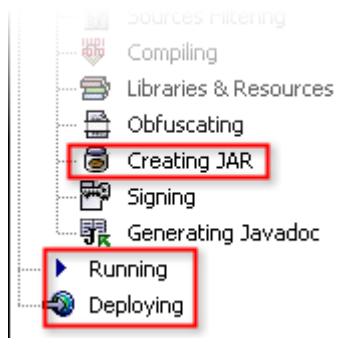 Sources Filtering
Compiling
Libraries & Resources
Obfuscating
Creating JAR
Signing
Generating Javadoc
Running
Deploying